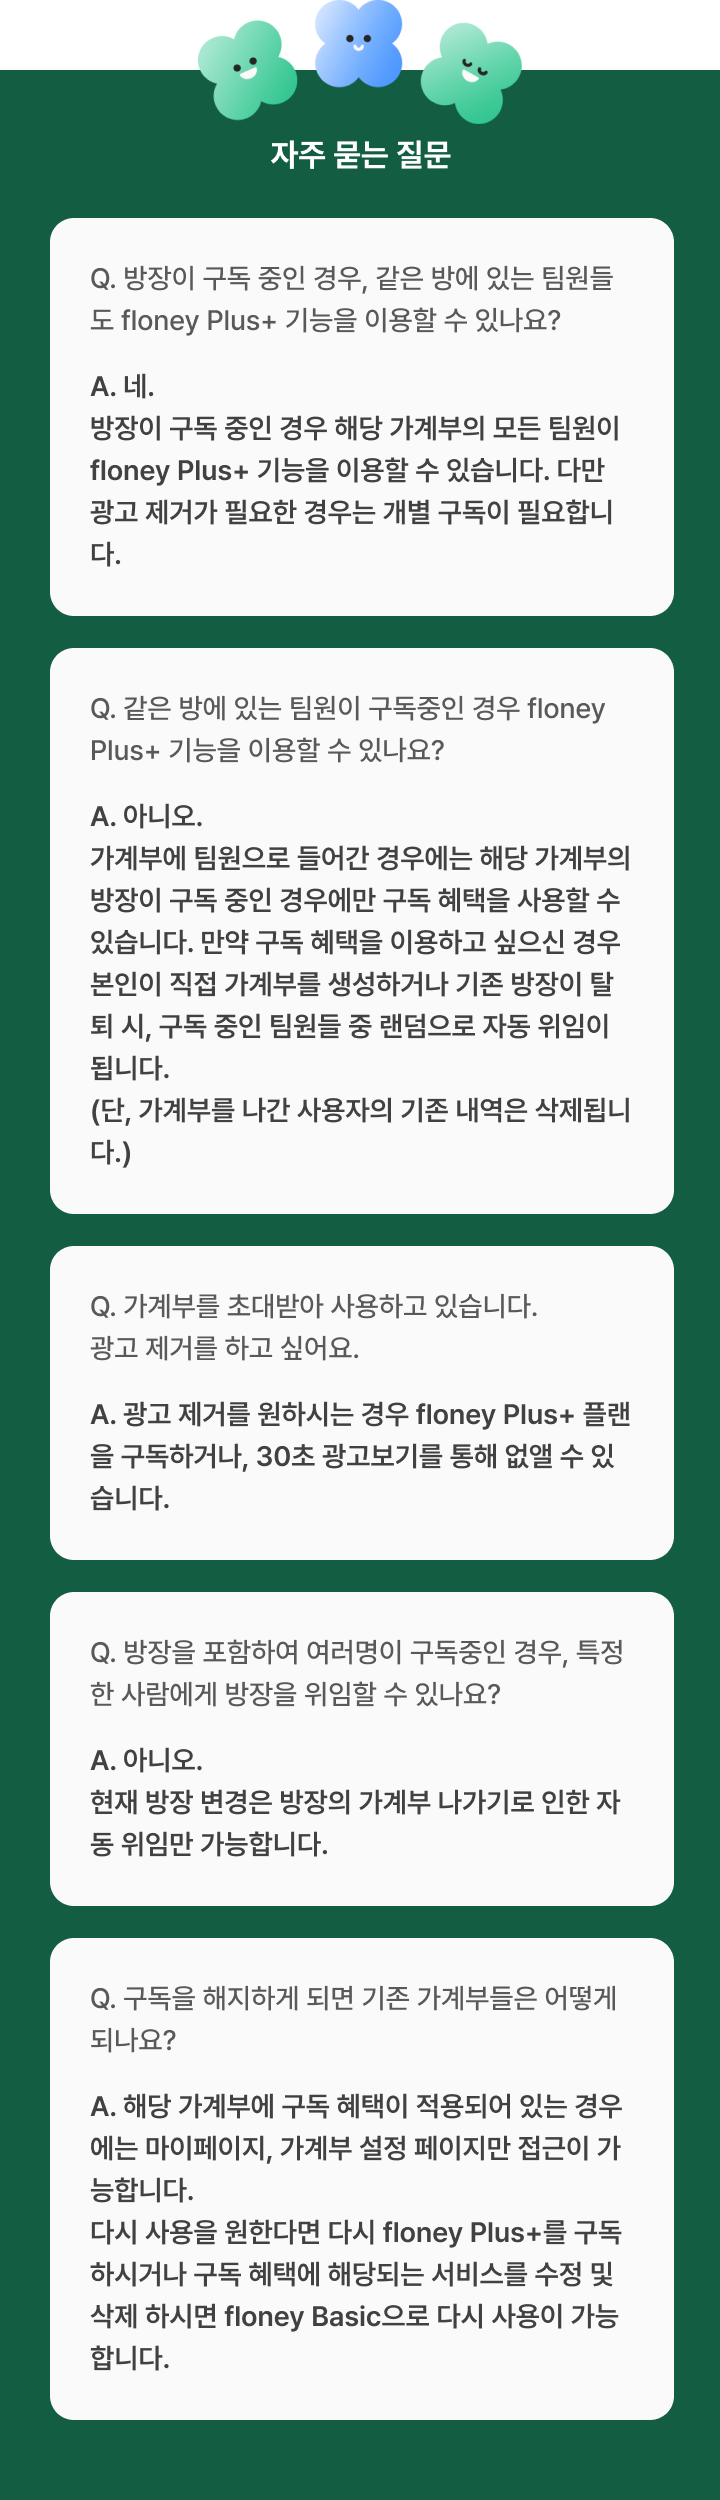 자주 묻는 질문
Q. 방장이 구독 중인 경우, 같은 방에 있는 팀원들
도 floney Plus+ 기능을 이용할 수 있나요?
A. 네.
방장이 구독 중인 경우 해당 가계부의 모든 팀원이
floney Plus+ 기능을 이용할 수 있습니다. 다만
광고 제거가 필요한 경우는 개별 구독이 필요합니
다.
Q. 같은 방에 있는 팀원이 구독중인 경우 floney
Plus+ 기능을 이용할 수 있나요?
A. 아니오.
가계부에 팀원으로 들어간 경우에는 해당 가계부의
방장이 구독 중인 경우에만 구독 혜택을 사용할 수
있습니다. 만약 구독 혜택을 이용하고 싶으신 경우
본인이 직접 가계부를 생성하거나 기존 방장이 탈
퇴 시, 구독 중인 팀원들 중 랜덤으로 자동 위임이
됩니다.
(단, 가계부를 나간 사용자의 기존 내역은 삭제됩니
다.)
Q. 가계부를 초대받아 사용하고 있습니다.
광고 제거를 하고 싶어요.
A. 광고 제거를 원하시는 경우 floney Plus+ 플랜
을 구독하거나, 30초 광고보기를 통해 없앨 수 있
습니다.
Q. 방장을 포함하여 여러명이 구독중인 경우, 특정
한 사람에게 방장을 위임할 수 있나요?
A. 아니오.
현재 방장 변경은 방장의 가계부 나가기로 인한 자
동 위임만 가능합니다.
Q. 구독을 해지하게 되면 기존 가계부들은 어떻게
되나요?
A. 해당 가계부에 구독 혜택이 적용되어 있는 경우
에는 마이페이지, 가계부 설정 페이지만 접근이 가
능합니다.
다시 사용을 원한다면 다시 floney Plus+를 구독
하시거나 구독 혜택에 해당되는 서비스를 수정 및
삭제 하시면 floney Basic으로 다시 사용이 가능
합니다.